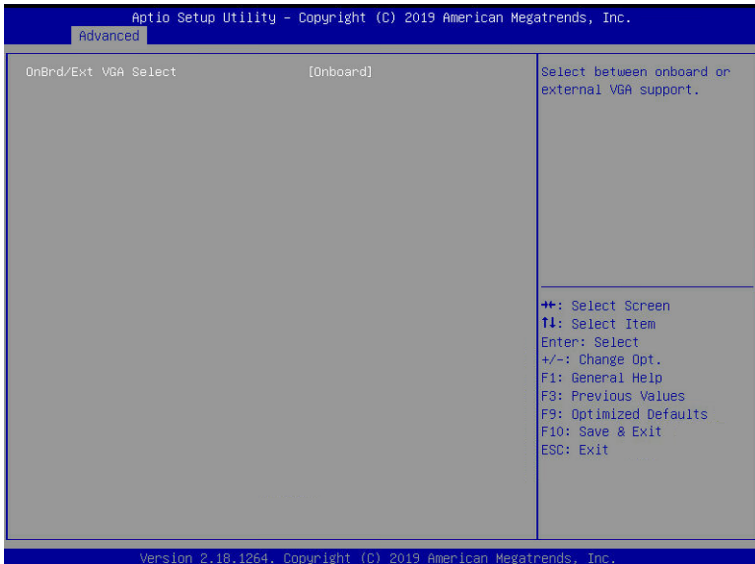 Aptio Setup Utility – Copyright (C) 2019 American Megatrends, Inc.
Advanced
OnBrd/Ext VGA Select [Onboard]
Select between onboard or
external VGA support.
→←: Select Screen
↑↓: Select Item
Enter: Select
+/-: Change Opt.
F1: General Help
F3: Previous Values
F9: Optimized Defaults
F10: Save & Exit
ESC: Exit
Version 2.18.1264. Copyright (C) 2019 American Megatrends, Inc.